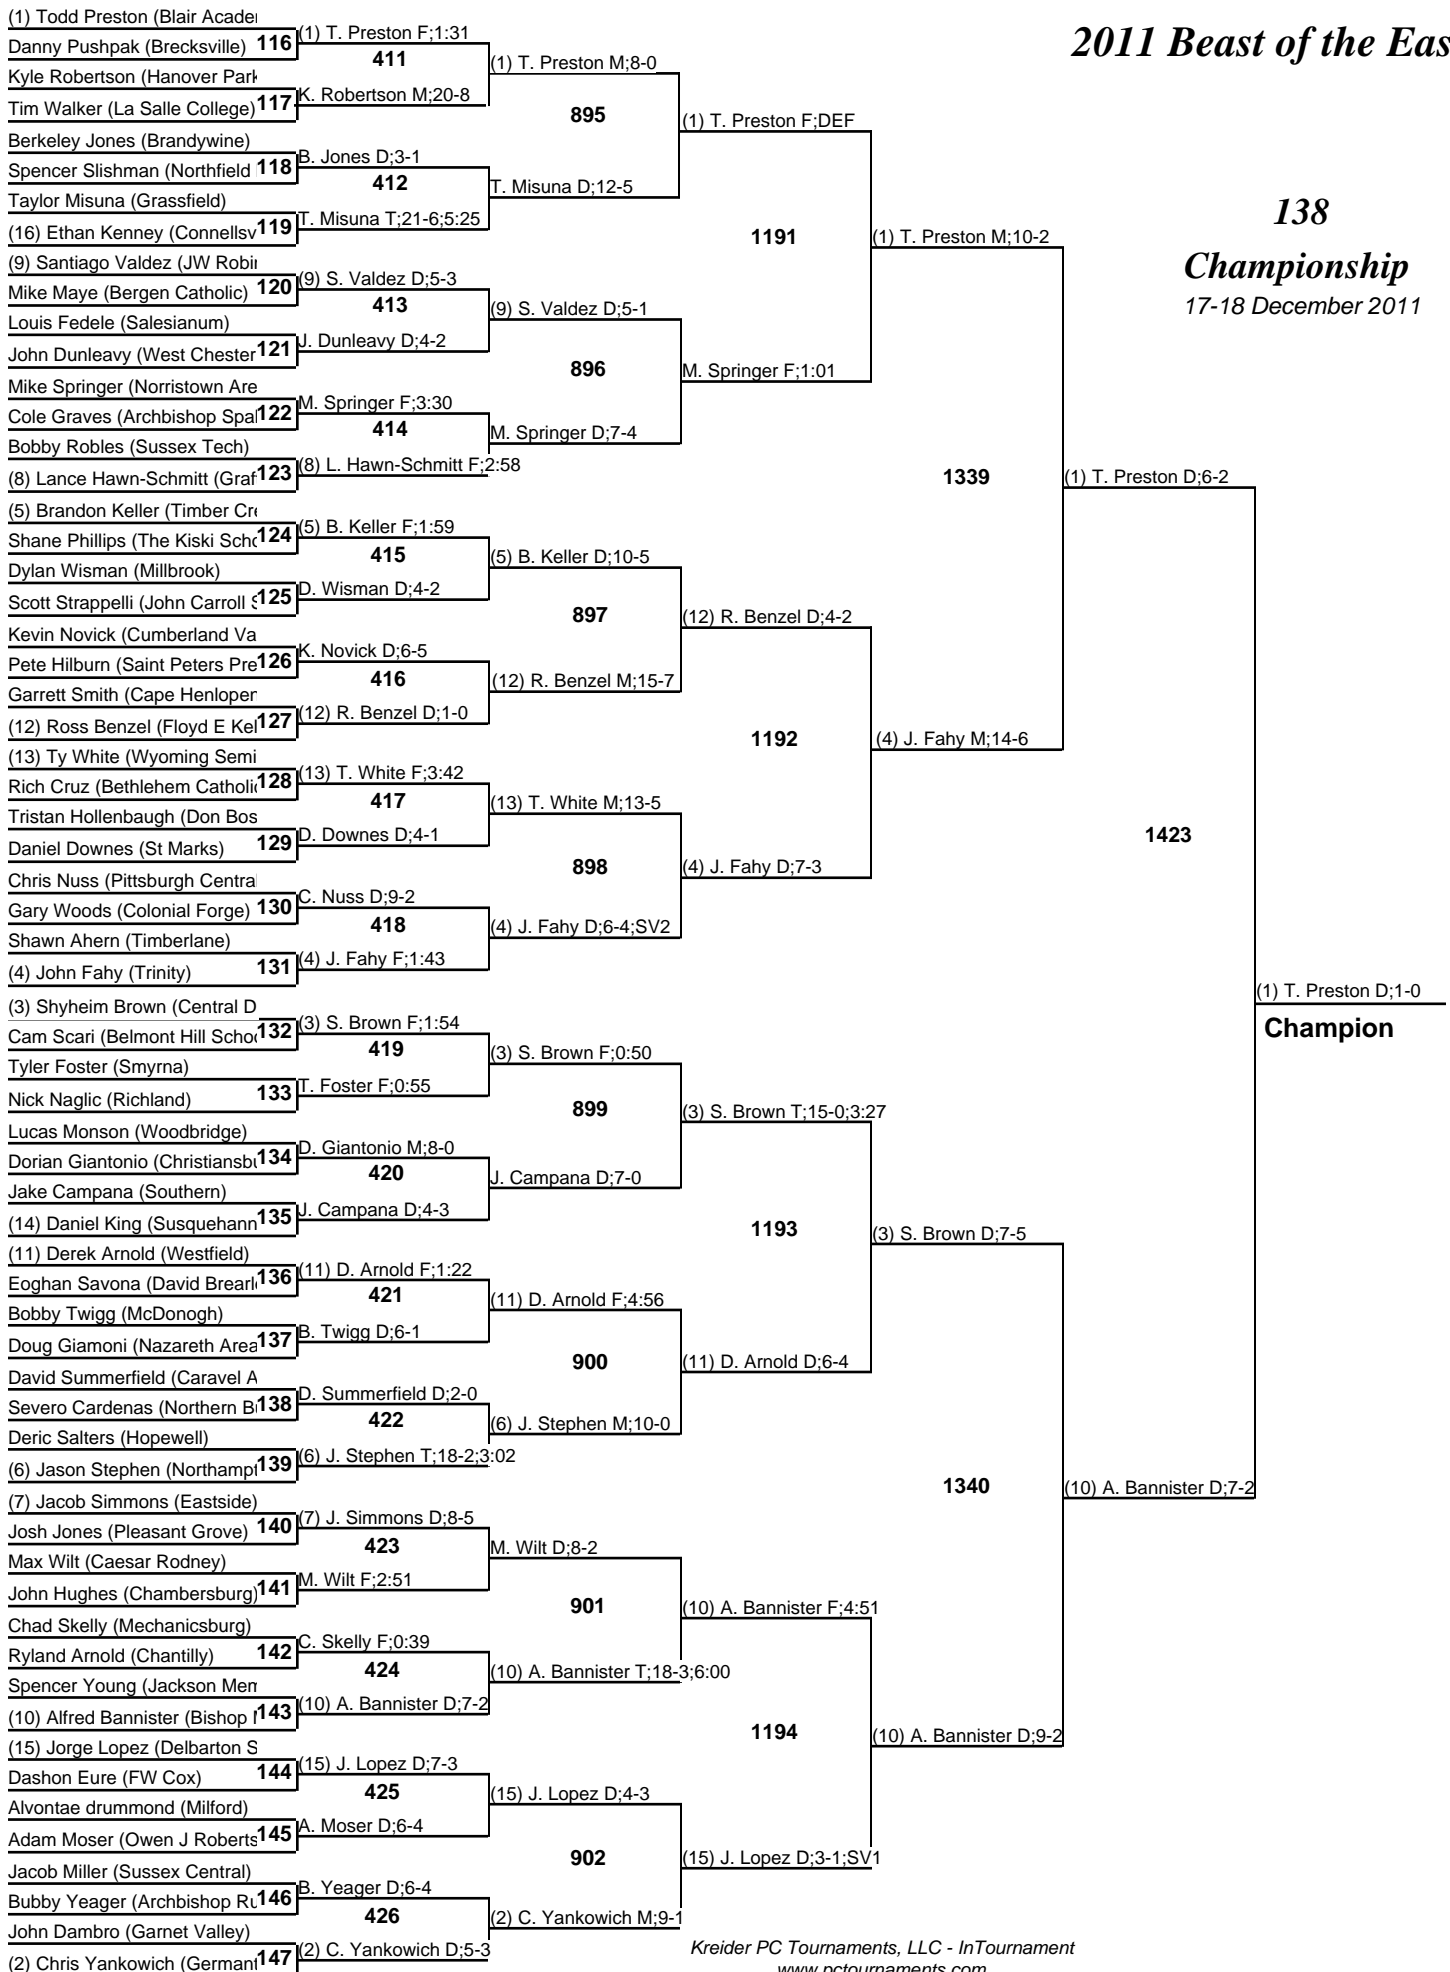 2011 Beast of the Eas
138
Championship
17-18 December 2011
(1) Todd Preston (Blair Acade
Danny Pushpak (Brecksville) 116
Kyle Robertson (Hanover Park
Tim Walker (La Salle College) 117
Berkeley Jones (Brandywine)
Spencer Slishman (Northfield 118
Taylor Misuna (Grassfield)
(16) Ethan Kenney (Connellsv 119
(9) Santiago Valdez (JW Robi
Mike Maye (Bergen Catholic) 120
Louis Fedele (Salesianum)
John Dunleavy (West Chester 121
Mike Springer (Norristown Are
Cole Graves (Archbishop Spa 122
Bobby Robles (Sussex Tech)
(8) Lance Hawn-Schmitt (Graf 123
(5) Brandon Keller (Timber Cre
Shane Phillips (The Kiski Scho 124
Dylan Wisman (Millbrook)
Scott Strappelli (John Carroll S 125
Kevin Novick (Cumberland Va
Pete Hilburn (Saint Peters Pre 126
Garrett Smith (Cape Henlopen
(12) Ross Benzel (Floyd E Kel 127
(13) Ty White (Wyoming Semi
Rich Cruz (Bethlehem Catholic 128
Tristan Hollenbaugh (Don Bos
Daniel Downes (St Marks) 129
Chris Nuss (Pittsburgh Central
Gary Woods (Colonial Forge) 130
Shawn Ahern (Timberlane)
(4) John Fahy (Trinity) 131
(3) Shyheim Brown (Central D
Cam Scari (Belmont Hill Schoo 132
Tyler Foster (Smyrna)
Nick Naglic (Richland) 133
Lucas Monson (Woodbridge)
Dorian Giantonio (Christiansbu 134
Jake Campana (Southern)
(14) Daniel King (Susquehann 135
(11) Derek Arnold (Westfield)
Eoghan Savona (David Brearl 136
Bobby Twigg (McDonogh)
Doug Giamoni (Nazareth Area 137
David Summerfield (Caravel A
Severo Cardenas (Northern Bu 138
Deric Salters (Hopewell)
(6) Jason Stephen (Northampt 139
(7) Jacob Simmons (Eastside)
Josh Jones (Pleasant Grove) 140
Max Wilt (Caesar Rodney)
John Hughes (Chambersburg) 141
Chad Skelly (Mechanicsburg)
Ryland Arnold (Chantilly) 142
Spencer Young (Jackson Mem
(10) Alfred Bannister (Bishop M 143
(15) Jorge Lopez (Delbarton S
Dashon Eure (FW Cox) 144
Alvontae drummond (Milford)
Adam Moser (Owen J Roberts 145
Jacob Miller (Sussex Central)
Bubby Yeager (Archbishop Ru 146
John Dambro (Garnet Valley)
(2) Chris Yankowich (Germant 147
(1) T. Preston F;1:31
411
K. Robertson M;20-8
B. Jones D;3-1
412
T. Misuna T;21-6;5:25
(9) S. Valdez D;5-3
413
J. Dunleavy D;4-2
M. Springer F;3:30
414
(8) L. Hawn-Schmitt F;2:58
(5) B. Keller F;1:59
415
D. Wisman D;4-2
K. Novick D;6-5
416
(12) R. Benzel D;1-0
(13) T. White F;3:42
417
D. Downes D;4-1
C. Nuss D;9-2
418
(4) J. Fahy F;1:43
(3) S. Brown F;1:54
419
T. Foster F;0:55
D. Giantonio M;8-0
420
J. Campana D;4-3
(11) D. Arnold F;1:22
421
B. Twigg D;6-1
D. Summerfield D;2-0
422
(6) J. Stephen T;18-2;3:02
(7) J. Simmons D;8-5
423
M. Wilt F;2:51
C. Skelly F;0:39
424
(10) A. Bannister D;7-2
(15) J. Lopez D;7-3
425
A. Moser D;6-4
B. Yeager D;6-4
426
(2) C. Yankowich D;5-3
(1) T. Preston M;8-0
895
T. Misuna D;12-5
(9) S. Valdez D;5-1
896
M. Springer D;7-4
(5) B. Keller D;10-5
897
(12) R. Benzel M;15-7
(13) T. White M;13-5
898
(4) J. Fahy D;6-4;SV2
(3) S. Brown F;0:50
899
J. Campana D;7-0
(11) D. Arnold F;4:56
900
(6) J. Stephen M;10-0
M. Wilt D;8-2
901
(10) A. Bannister T;18-3;6:00
(15) J. Lopez D;4-3
902
(2) C. Yankowich M;9-1
(1) T. Preston F;DEF
1191
M. Springer F;1:01
(12) R. Benzel D;4-2
1192
(4) J. Fahy D;7-3
(3) S. Brown T;15-0;3:27
1193
(11) D. Arnold D;6-4
(10) A. Bannister F;4:51
1194
(15) J. Lopez D;3-1;SV1
(1) T. Preston M;10-2
1339
(4) J. Fahy M;14-6
(3) S. Brown D;7-5
1340
(10) A. Bannister D;9-2
(1) T. Preston D;6-2
1423
(10) A. Bannister D;7-2
(1) T. Preston D;1-0
Champion
Kreider PC Tournaments, LLC - InTournament
www.pctournaments.com